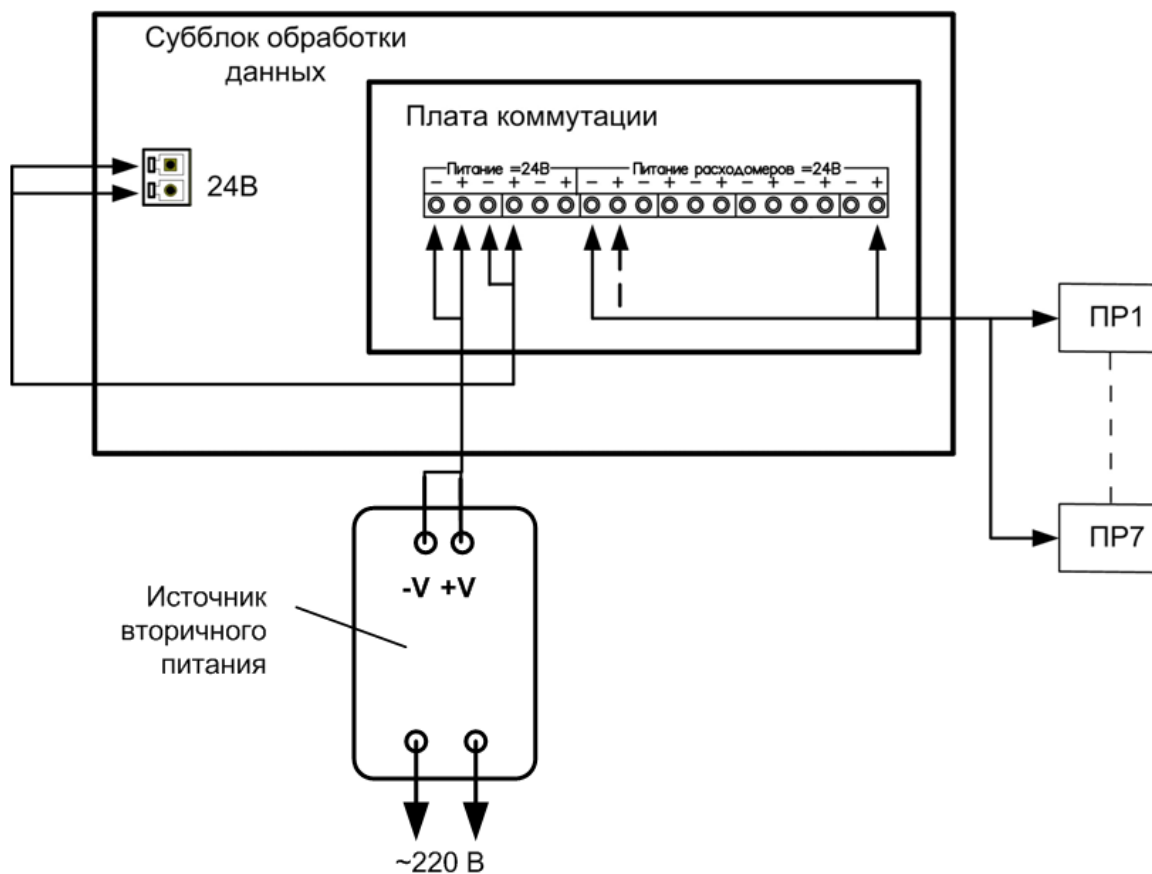 Субблок обработки
данных
Плата коммутации
Питание =24В Питание расходомеров =24В
- + - + - + - + - + - + - + - + - +
24В
ПР1
ПР7
-V +V
Источник
вторичного
питания
~220 В